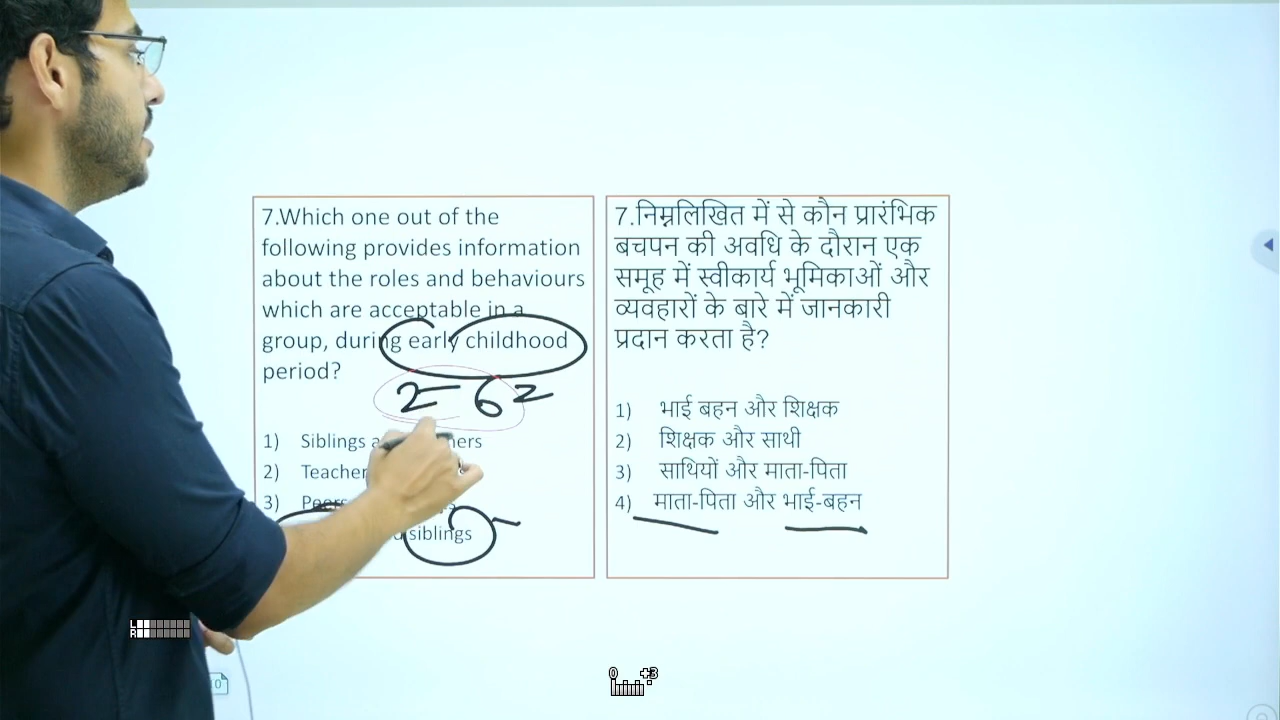 7.Which one out of the
following provides information
about the roles and behaviours
which are acceptable in a
group, during early childhood
period?
2-6
1) Siblings
2) Teacher
3) Peers
siblings
7.निम्नलिखित में से कौन प्रारंभिक
बचपन की अवधि के दौरान एक
समूह में स्वीकार्य भूमिकाओं और
व्यवहारों के बारे में जानकारी
प्रदान करता है?
1) भाई बहन और शिक्षक
2) शिक्षक और साथी
3) साथियों और माता-पिता
4) माता-पिता और भाई-बहन
L
R
0 +3